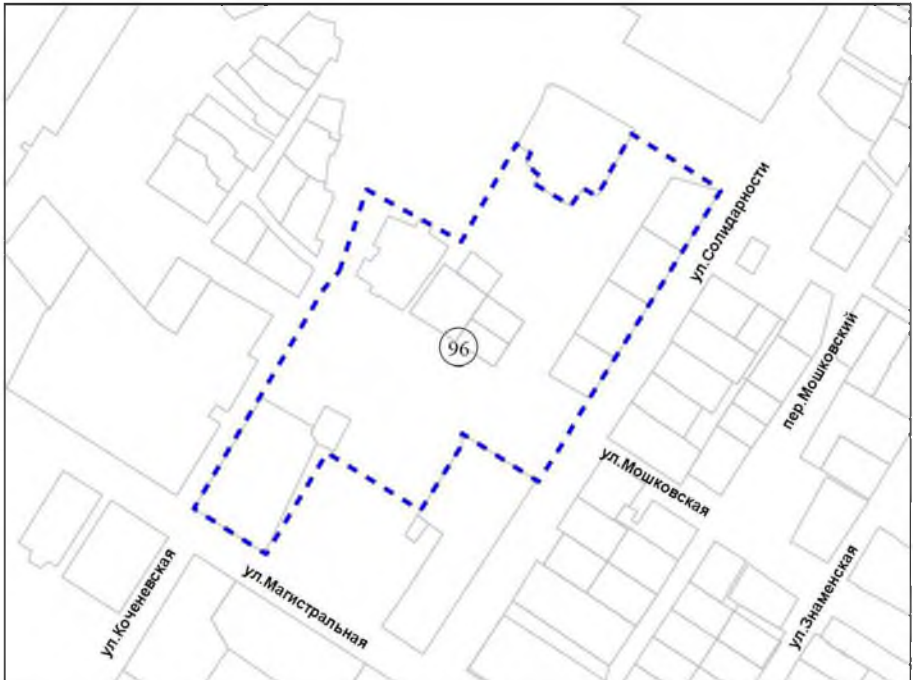 ул.Солидарности
пер.Мошковский
96
ул.Мошковская
ул.Знаменская
ул.Магистральная
ул.Коченевская